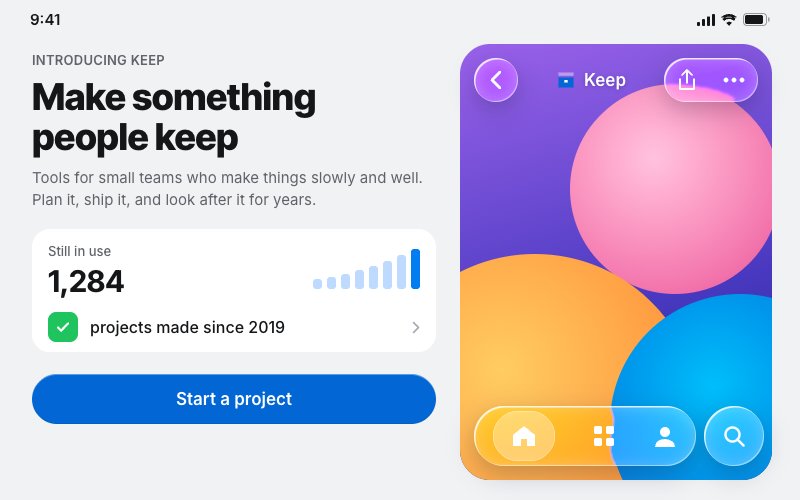 9:41
INTRODUCING KEEP
Make something
people keep
Tools for small teams who make things slowly and well.
Plan it, ship it, and look after it for years.
Still in use
1,284
projects made since 2019
Start a project
Keep